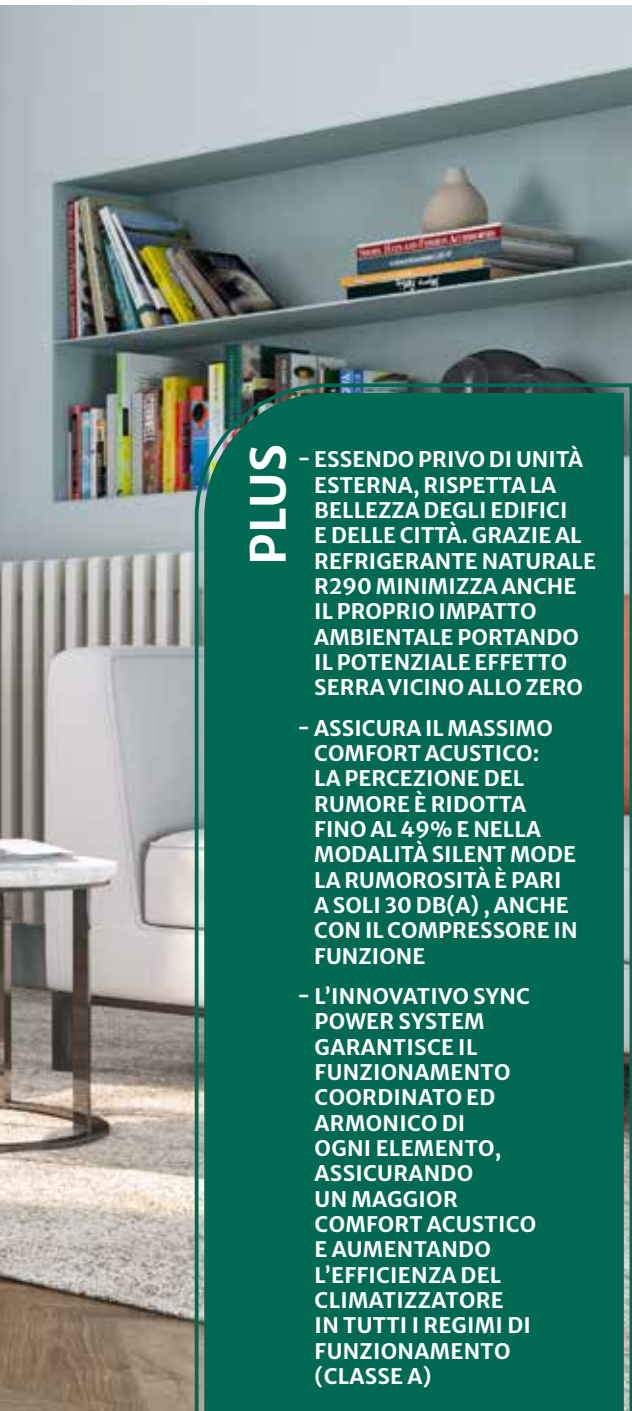 PLUS
- ESSENDO PRIVO DI UNITÀ
ESTERNA, RISPETTA LA
BELLEZZA DEGLI EDIFICI
E DELLE CITTÀ. GRAZIE AL
REFRIGERANTE NATURALE
R290 MINIMIZZA ANCHE
IL PROPRIO IMPATTO
AMBIENTALE PORTANDO
IL POTENZIALE EFFETTO
SERRA VICINO ALLO ZERO
- ASSICURA IL MASSIMO
COMFORT ACUSTICO:
LA PERCEZIONE DEL
RUMORE È RIDOTTA
FINO AL 49% E NELLA
MODALITÀ SILENT MODE
LA RUMOROSITÀ È PARI
A SOLI 30 DB(A) , ANCHE
CON IL COMPRESSORE IN
FUNZIONE
- L'INNOVATIVO SYNC
POWER SYSTEM
GARANTISCE IL
FUNZIONAMENTO
COORDINATO ED
ARMONICO DI
OGNI ELEMENTO,
ASSICURANDO
UN MAGGIOR
COMFORT ACUSTICO
E AUMENTANDO
L'EFFICIENZA DEL
CLIMATIZZATORE
IN TUTTI I REGIMI DI
FUNZIONAMENTO
(CLASSE A)